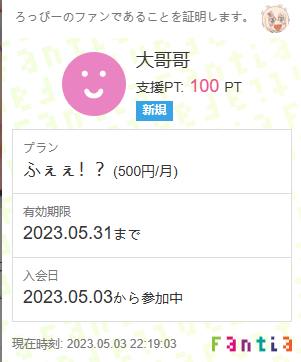 ろっぴーのファンであることを証明します。
大哥哥
支援PT: 100 PT
新規
プラン
ふぇぇ！？ (500円/月)
有効期限
2023.05.31まで
入会日
2023.05.03から参加中
現在時刻: 2023.05.03 22:19:03
Fantia